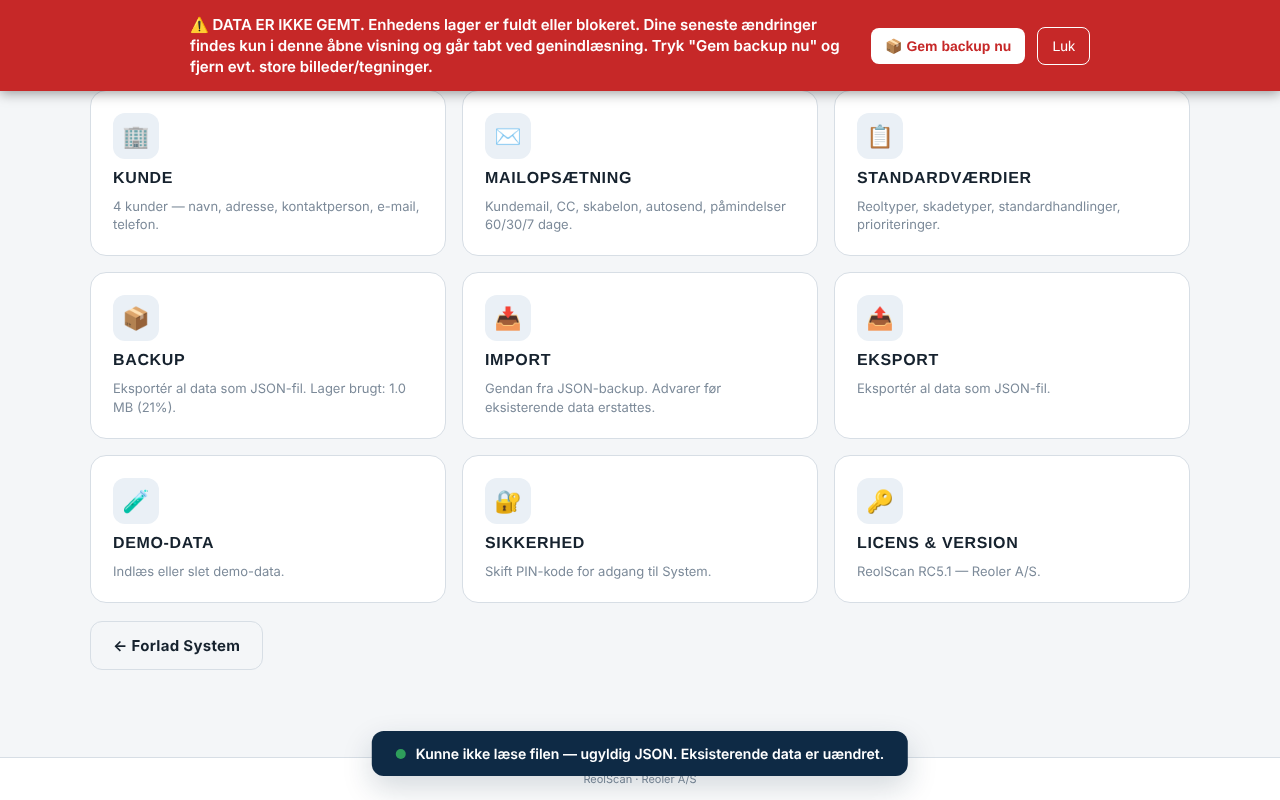 ⚠️ DATA ER IKKE GEMT. Enhedens lager er fuldt eller blokeret. Dine seneste ændringer
findes kun i denne åbne visning og går tabt ved genindlæsning. Tryk "Gem backup nu" og
fjern evt. store billeder/tegninger.
📦 Gem backup nu
Luk
KUNDE
4 kunder — navn, adresse, kontaktperson, e-mail,
telefon.
MAILOPSÆTNING
Kundemail, CC, skabelon, autosend, påmindelser
60/30/7 dage.
STANDARDVÆRDIER
Reoltyper, skadetyper, standardhandlinger,
prioriteringer.
BACKUP
Eksportér al data som JSON-fil. Lager brugt: 1.0
MB (21%).
IMPORT
Gendan fra JSON-backup. Advarer før
eksisterende data erstattes.
EKSPORT
Eksportér al data som JSON-fil.
DEMO-DATA
Indlæs eller slet demo-data.
SIKKERHED
Skift PIN-kode for adgang til System.
LICENS & VERSION
ReolScan RC5.1 — Reoler A/S.
← Forlad System
Kunne ikke læse filen — ugyldig JSON. Eksisterende data er uændret.
ReolScan · Reoler A/S